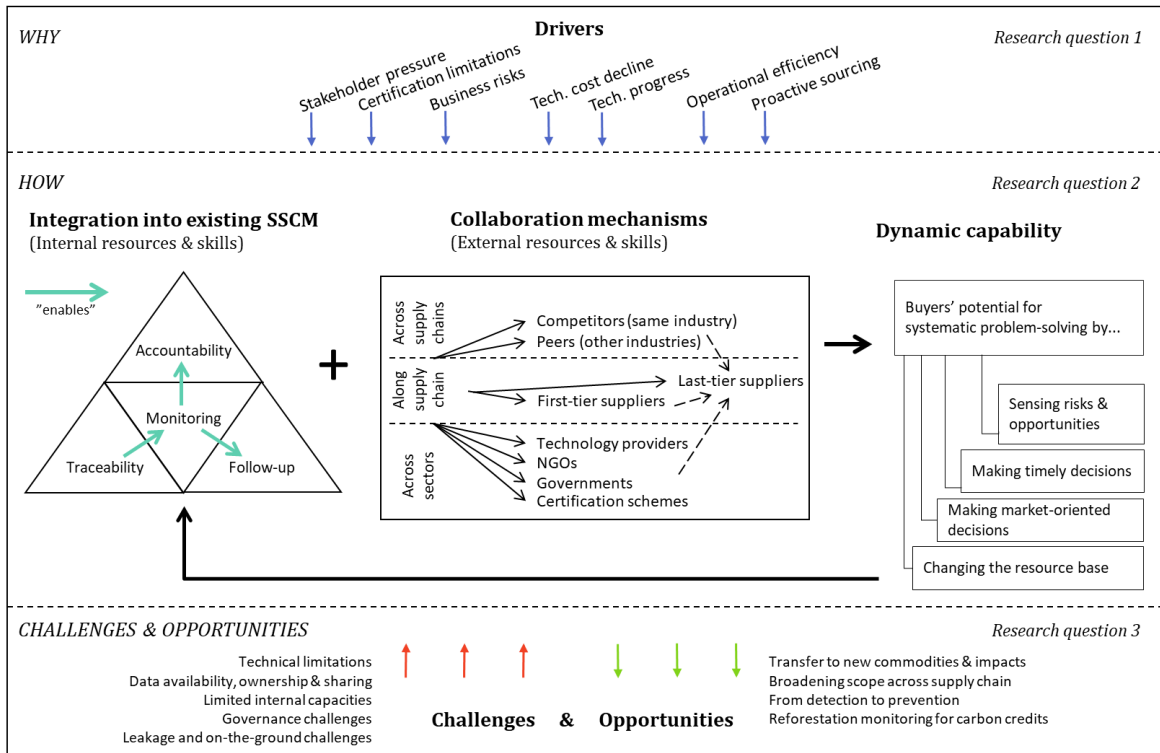 WHY
Drivers
Research question 1
Stakeholder pressure
Certification limitations
Business risks
Tech. cost decline
Tech. progress
Operational efficiency
Proactive sourcing
HOW
Research question 2
Integration into existing SSCM
(Internal resources & skills)
”enables”
Accountability
Monitoring
Traceability
Follow-up
+
Collaboration mechanisms
(External resources & skills)
Across
supply
chains
Competitors (same industry)
Peers (other industries)
Along
supply
chain
Last-tier suppliers
First-tier suppliers
Across
sectors
Technology providers
NGOs
Governments
Certification schemes
Dynamic capability
Buyers’ potential for
systematic problem-solving by...
Sensing risks &
opportunities
Making timely decisions
Making market-oriented
decisions
Changing the resource base
CHALLENGES & OPPORTUNITIES
Research question 3
Technical limitations
Data availability, ownership & sharing
Limited internal capacities
Governance challenges
Leakage and on-the-ground challenges
Challenges & Opportunities
Transfer to new commodities & impacts
Broadening scope across supply chain
From detection to prevention
Reforestation monitoring for carbon credits